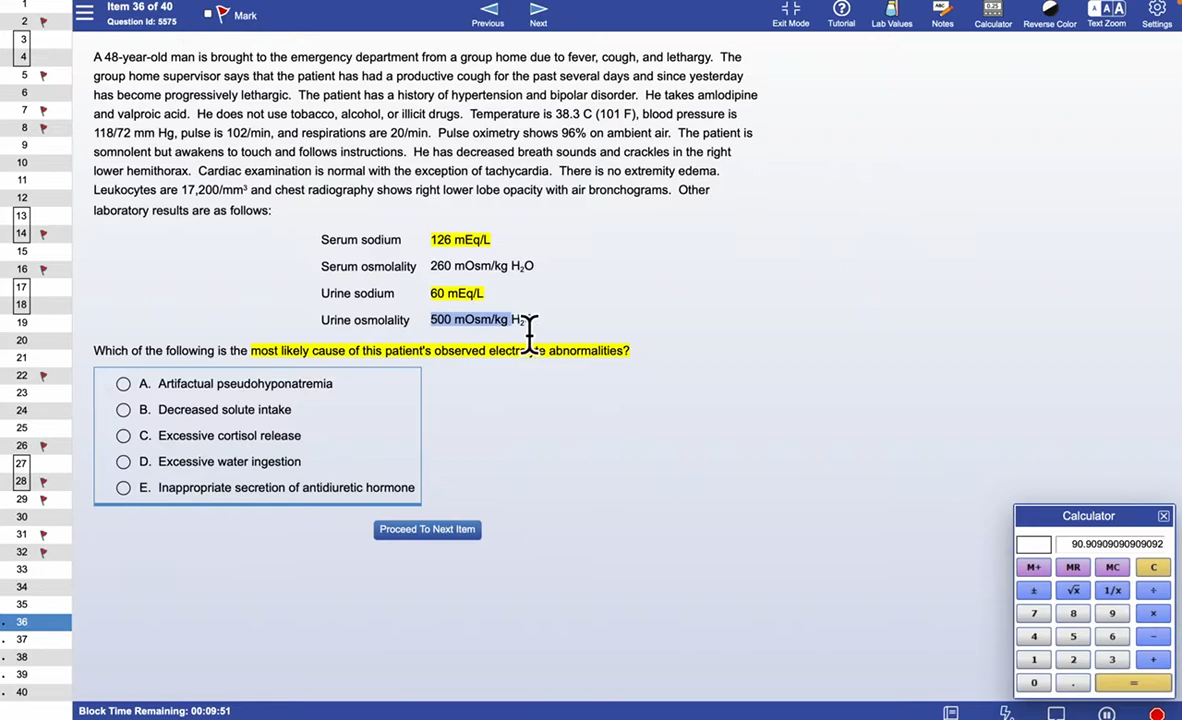 Item 36 of 40
Question Id: 5575
Mark
Previous
Next
Exit Mode
Tutorial
Lab Values
Notes
Calculator
Reverse Color
Text Zoom
Settings
1
2
3
4
5
6
7
8
9
10
11
12
13
14
15
16
17
18
19
20
21
22
23
24
25
26
27
28
29
30
31
32
33
34
35
36
37
38
39
40
A 48-year-old man is brought to the emergency department from a group home due to fever, cough, and lethargy. The
group home supervisor says that the patient has had a productive cough for the past several days and since yesterday
has become progressively lethargic. The patient has a history of hypertension and bipolar disorder. He takes amlodipine
and valproic acid. He does not use tobacco, alcohol, or illicit drugs. Temperature is 38.3 C (101 F), blood pressure is
118/72 mm Hg, pulse is 102/min, and respirations are 20/min. Pulse oximetry shows 96% on ambient air. The patient is
somnolent but awakens to touch and follows instructions. He has decreased breath sounds and crackles in the right
lower hemithorax. Cardiac examination is normal with the exception of tachycardia. There is no extremity edema.
Leukocytes are 17,200/mm³ and chest radiography shows right lower lobe opacity with air bronchograms. Other
laboratory results are as follows:
Serum sodium 126 mEq/L
Serum osmolality 260 mOsm/kg H₂O
Urine sodium 60 mEq/L
Urine osmolality 500 mOsm/kg H₂
Which of the following is the most likely cause of this patient's observed electrolyte abnormalities?
A. Artifactual pseudohyponatremia
B. Decreased solute intake
C. Excessive cortisol release
D. Excessive water ingestion
E. Inappropriate secretion of antidiuretic hormone
Proceed To Next Item
Calculator
90.90909090909092
M+ MR MC C
± √x 1/x ÷
7 8 9 ×
4 5 6 −
1 2 3 +
0 . =
Block Time Remaining: 00:09:51